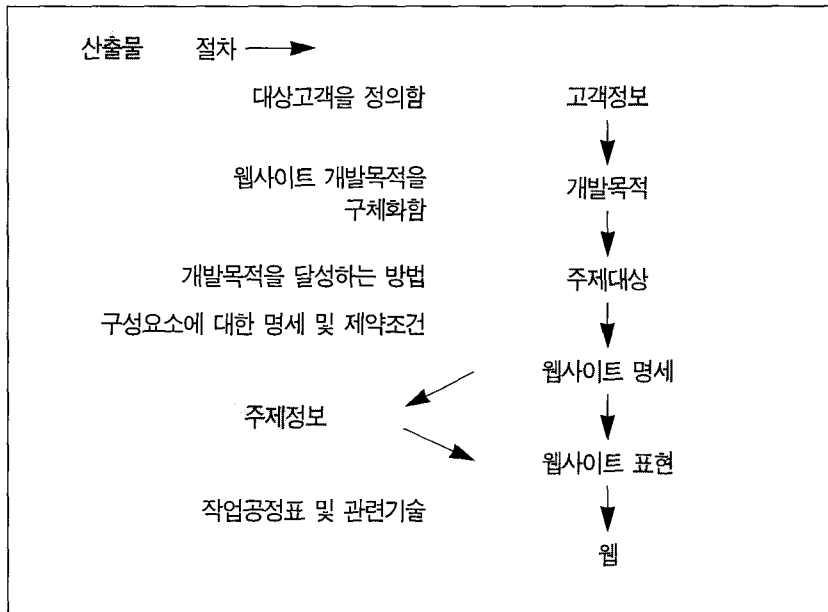 산출물 절차
대상고객을 정의함 고객정보
웹사이트 개발목적을
구체화함
개발목적
개발목적을 달성하는 방법 주제대상
구성요소에 대한 명세 및 제약조건
웹사이트 명세
주제정보
웹사이트 표현
작업공정표 및 관련기술
웹